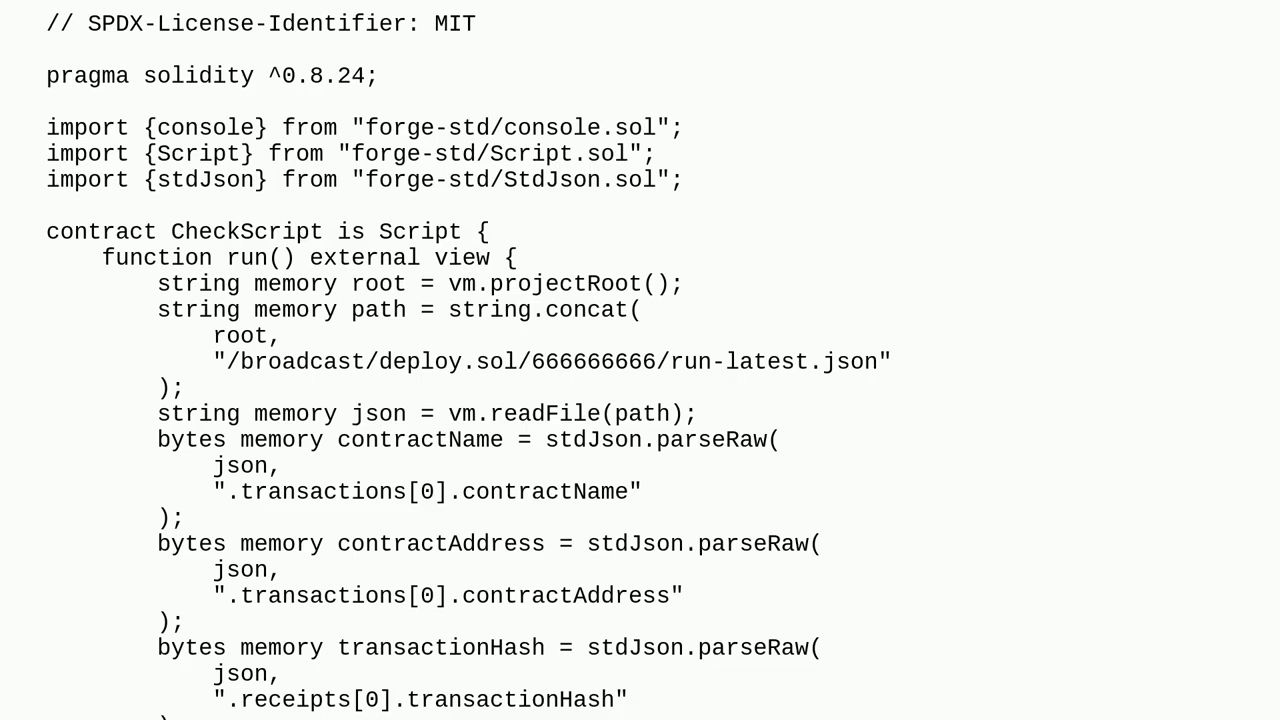 // SPDX-License-Identifier: MIT

pragma solidity ^0.8.24;

import {console} from "forge-std/console.sol";
import {Script} from "forge-std/Script.sol";
import {stdJson} from "forge-std/StdJson.sol";

contract CheckScript is Script {
    function run() external view {
        string memory root = vm.projectRoot();
        string memory path = string.concat(
            root,
            "/broadcast/deploy.sol/666666666/run-latest.json"
        );
        string memory json = vm.readFile(path);
        bytes memory contractName = stdJson.parseRaw(
            json,
            ".transactions[0].contractName"
        );
        bytes memory contractAddress = stdJson.parseRaw(
            json,
            ".transactions[0].contractAddress"
        );
        bytes memory transactionHash = stdJson.parseRaw(
            json,
            ".receipts[0].transactionHash"